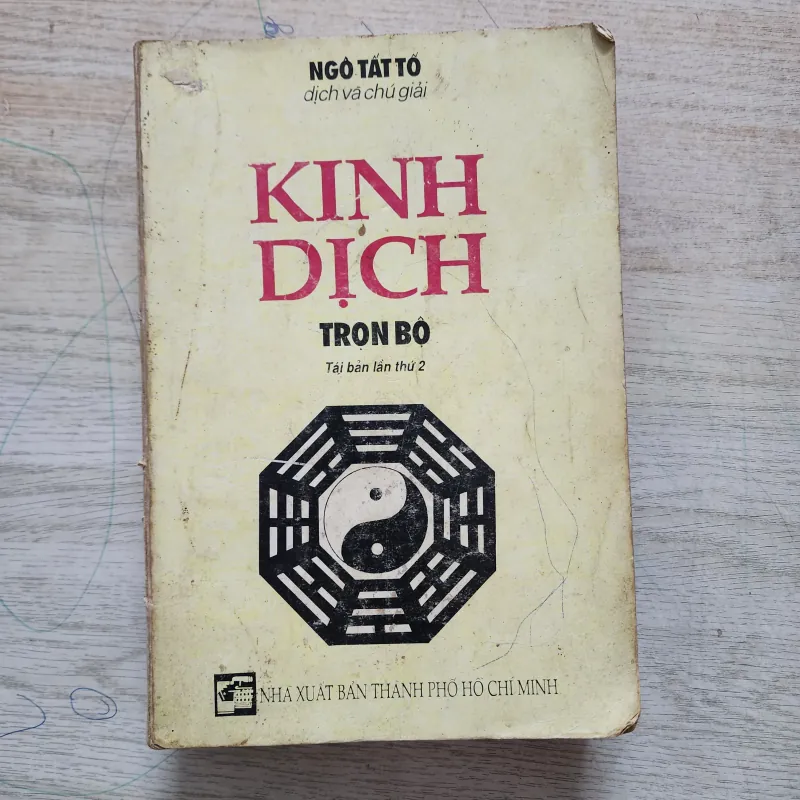 NGÔ TẤT TỐ
dịch và chú giải
KINH
DỊCH
TRỌN BỘ
Tái bản lần thứ 2
NHÀ XUẤT BẢN THÀNH PHỐ HỒ CHÍ MINH